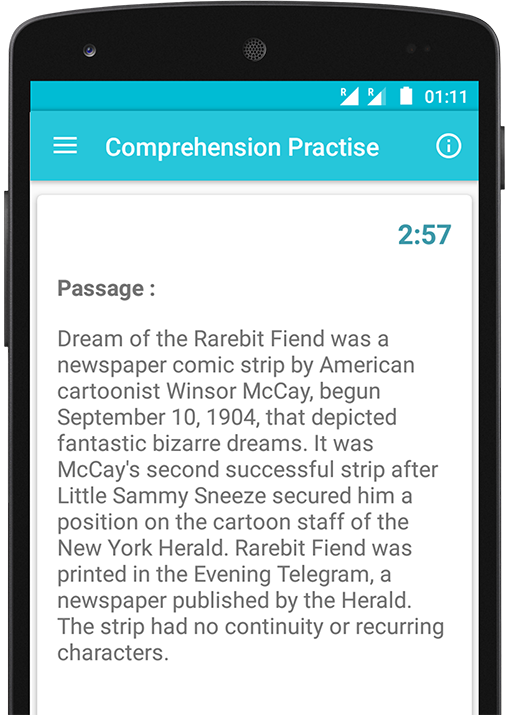 R R 01:11
Comprehension Practise
2:57
Passage :
Dream of the Rarebit Fiend was a
newspaper comic strip by American
cartoonist Winsor McCay, begun
September 10, 1904, that depicted
fantastic bizarre dreams. It was
McCay's second successful strip after
Little Sammy Sneeze secured him a
position on the cartoon staff of the
New York Herald. Rarebit Fiend was
printed in the Evening Telegram, a
newspaper published by the Herald.
The strip had no continuity or recurring
characters.